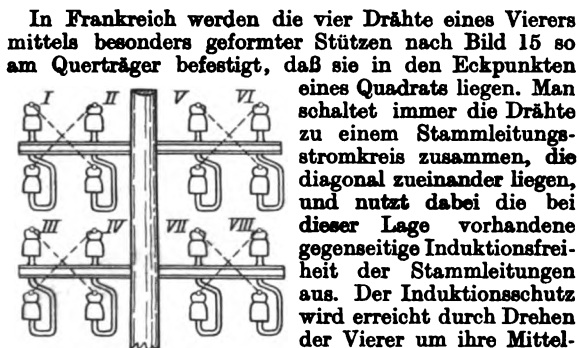 In Frankreich werden die vier Drähte eines Vierers
mittels besonders geformter Stützen nach Bild 15 so
am Querträger befestigt, daß sie in den Eckpunkten
eines Quadrats liegen. Man
schaltet immer die Drähte
zu einem Stammleitungs-
stromkreis zusammen, die
diagonal zueinander liegen,
und nutzt dabei die bei
dieser Lage vorhandene
gegenseitige Induktionsfrei-
heit der Stammleitungen
aus. Der Induktionsschutz
wird erreicht durch Drehen
der Vierer um ihre Mittel-
I II V VI
III IV VII VIII